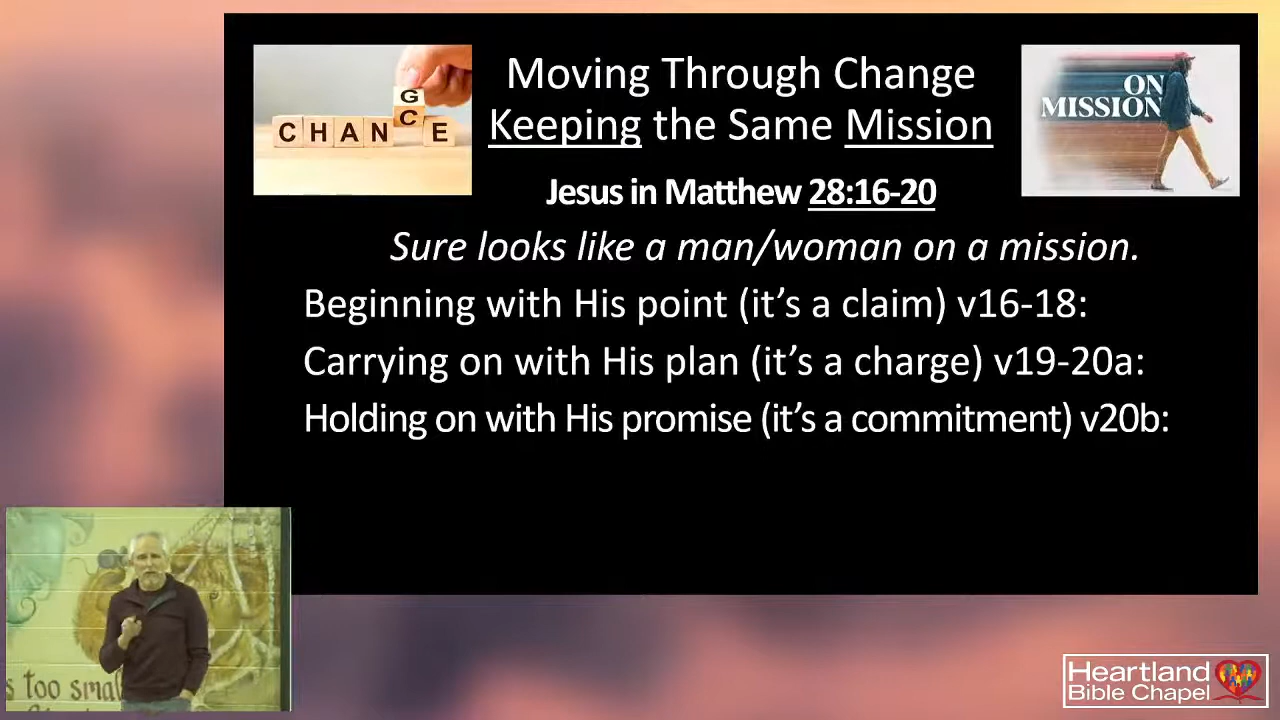 CHANGCE
ON
MISSION
Moving Through Change
Keeping the Same Mission
Jesus in Matthew 28:16-20
Sure looks like a man/woman on a mission.
Beginning with His point (it’s a claim) v16-18:
Carrying on with His plan (it’s a charge) v19-20a:
Holding on with His promise (it’s a commitment) v20b:
too
Heartland
Bible Chapel